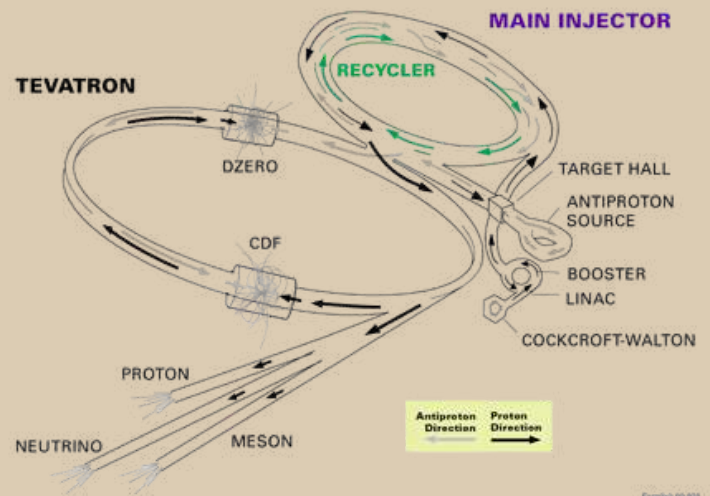 MAIN INJECTOR
RECYCLER
TEVATRON
DZERO
TARGET HALL
ANTIPROTON
SOURCE
CDF
BOOSTER
LINAC
COCKCROFT-WALTON
PROTON
NEUTRINO
MESON
Antiproton Direction
Proton Direction